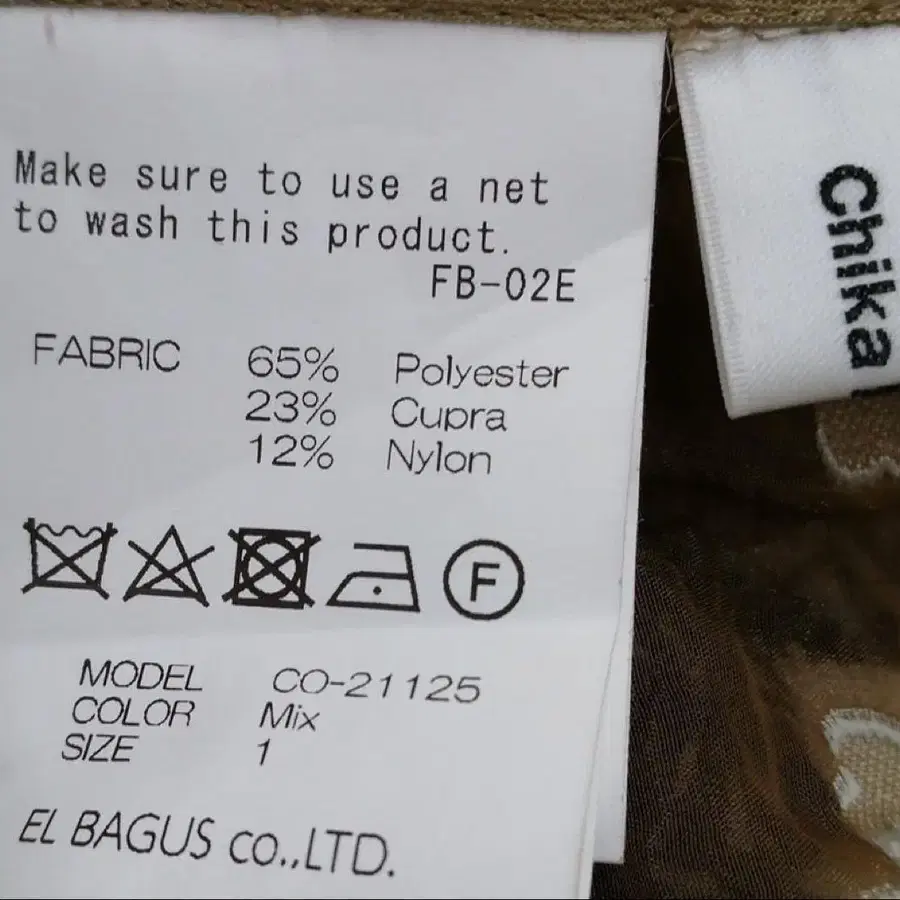 Make sure to use a net
to wash this product.
FB-02E
FABRIC 65% Polyester
23% Cupra
12% Nylon
F
MODEL CO-21125
COLOR Mix
SIZE 1
EL BAGUS co.,LTD.
Chika